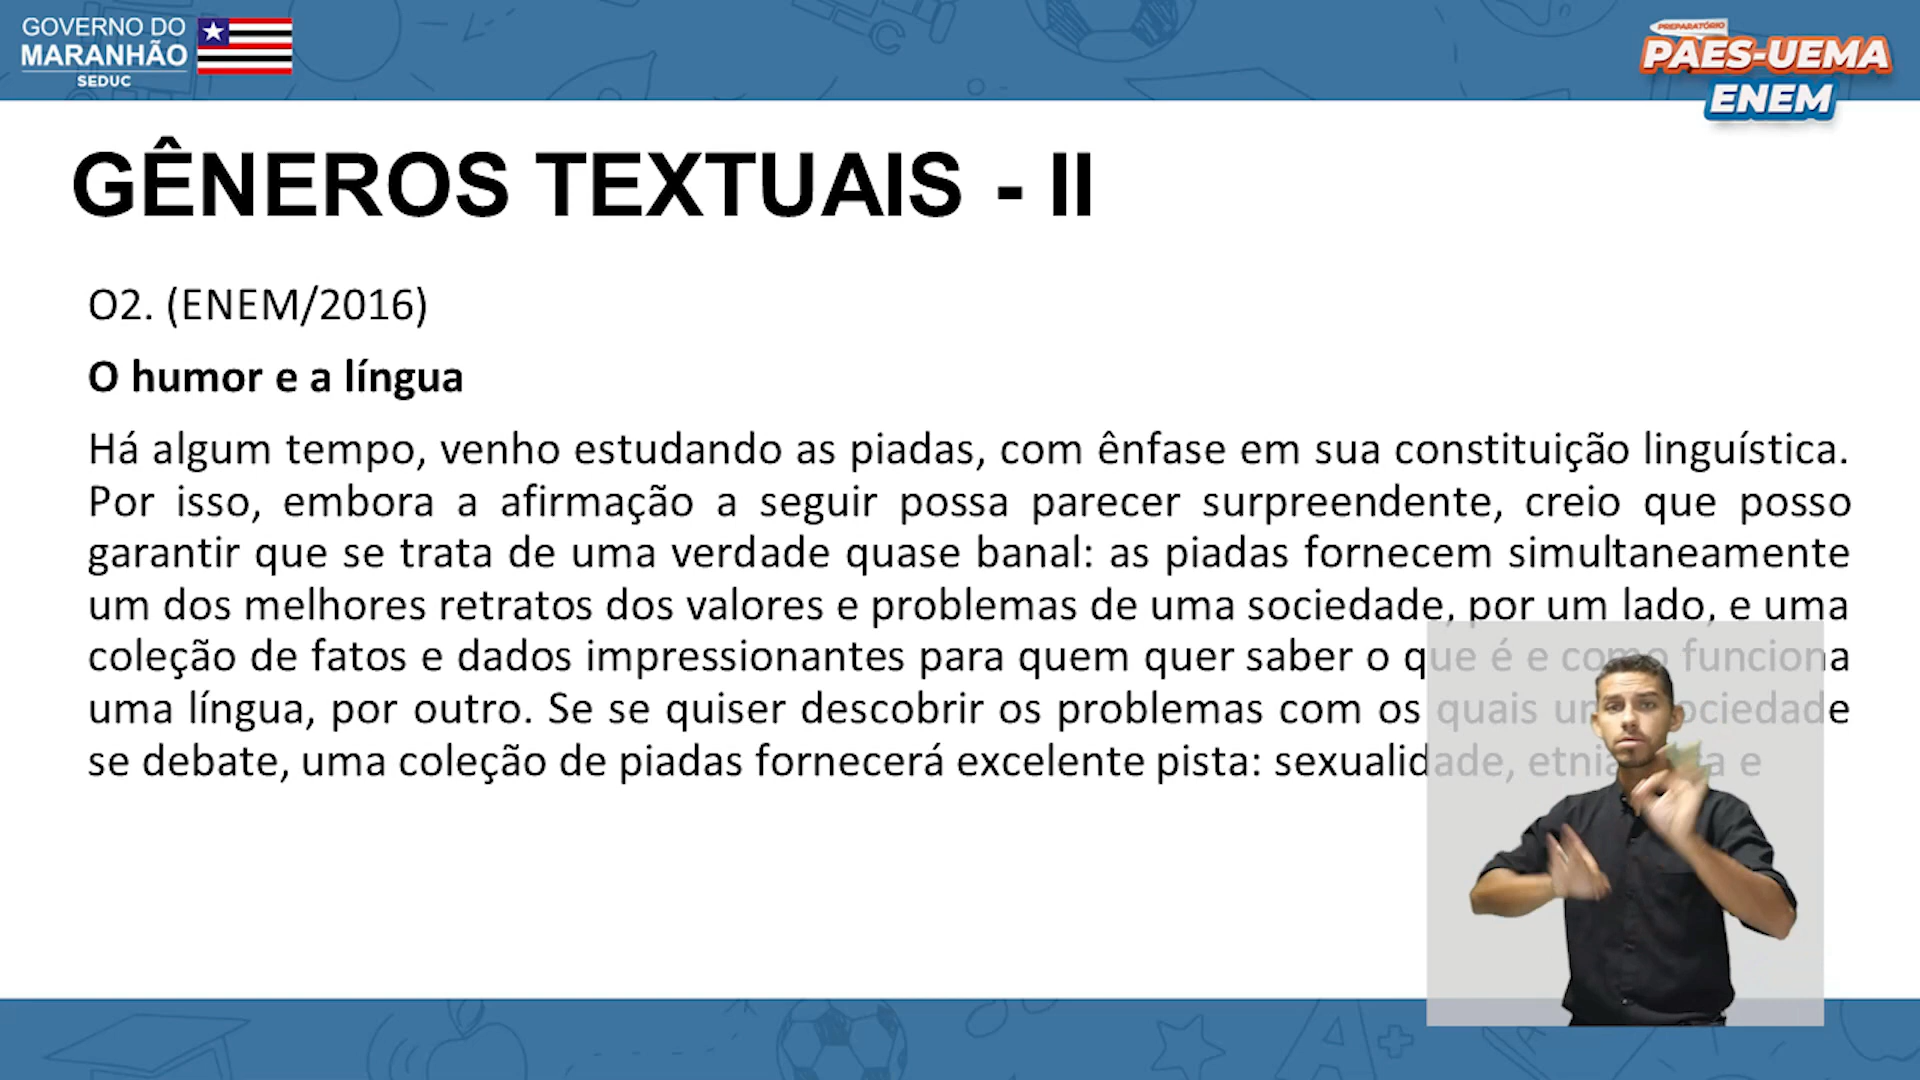 GOVERNO DO
MARANHÃO
SEDUC
PREPARATÓRIO
PAES-UEMA
ENEM
GÊNEROS TEXTUAIS - II
O2. (ENEM/2016)
O humor e a língua
Há algum tempo, venho estudando as piadas, com ênfase em sua constituição linguística.
Por isso, embora a afirmação a seguir possa parecer surpreendente, creio que posso
garantir que se trata de uma verdade quase banal: as piadas fornecem simultaneamente
um dos melhores retratos dos valores e problemas de uma sociedade, por um lado, e uma
coleção de fatos e dados impressionantes para quem quer saber o que é e como funciona
uma língua, por outro. Se se quiser descobrir os problemas com os quais sociedade
se debate, uma coleção de piadas fornecerá excelente pista: sexualidade, e
A+